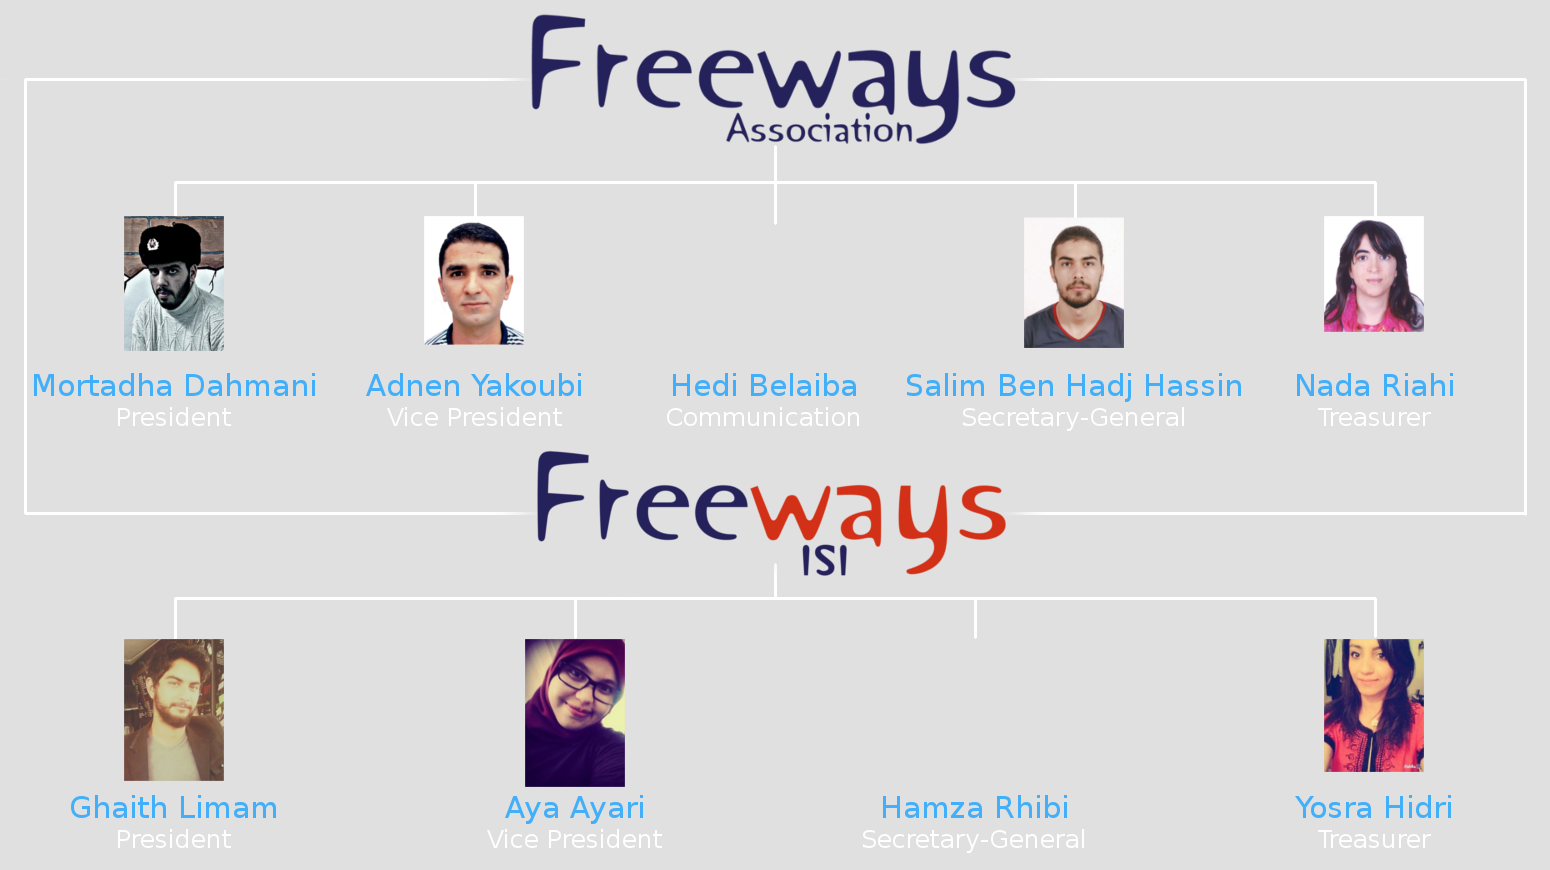 Freeways
Association
Mortadha Dahmani
President
Adnen Yakoubi
Vice President
Hedi Belaiba
Communication
Salim Ben Hadj Hassin
Secretary-General
Nada Riahi
Treasurer
Freeways
ISI
Ghaith Limam
President
Aya Ayari
Vice President
Hamza Rhibi
Secretary-General
Yosra Hidri
Treasurer